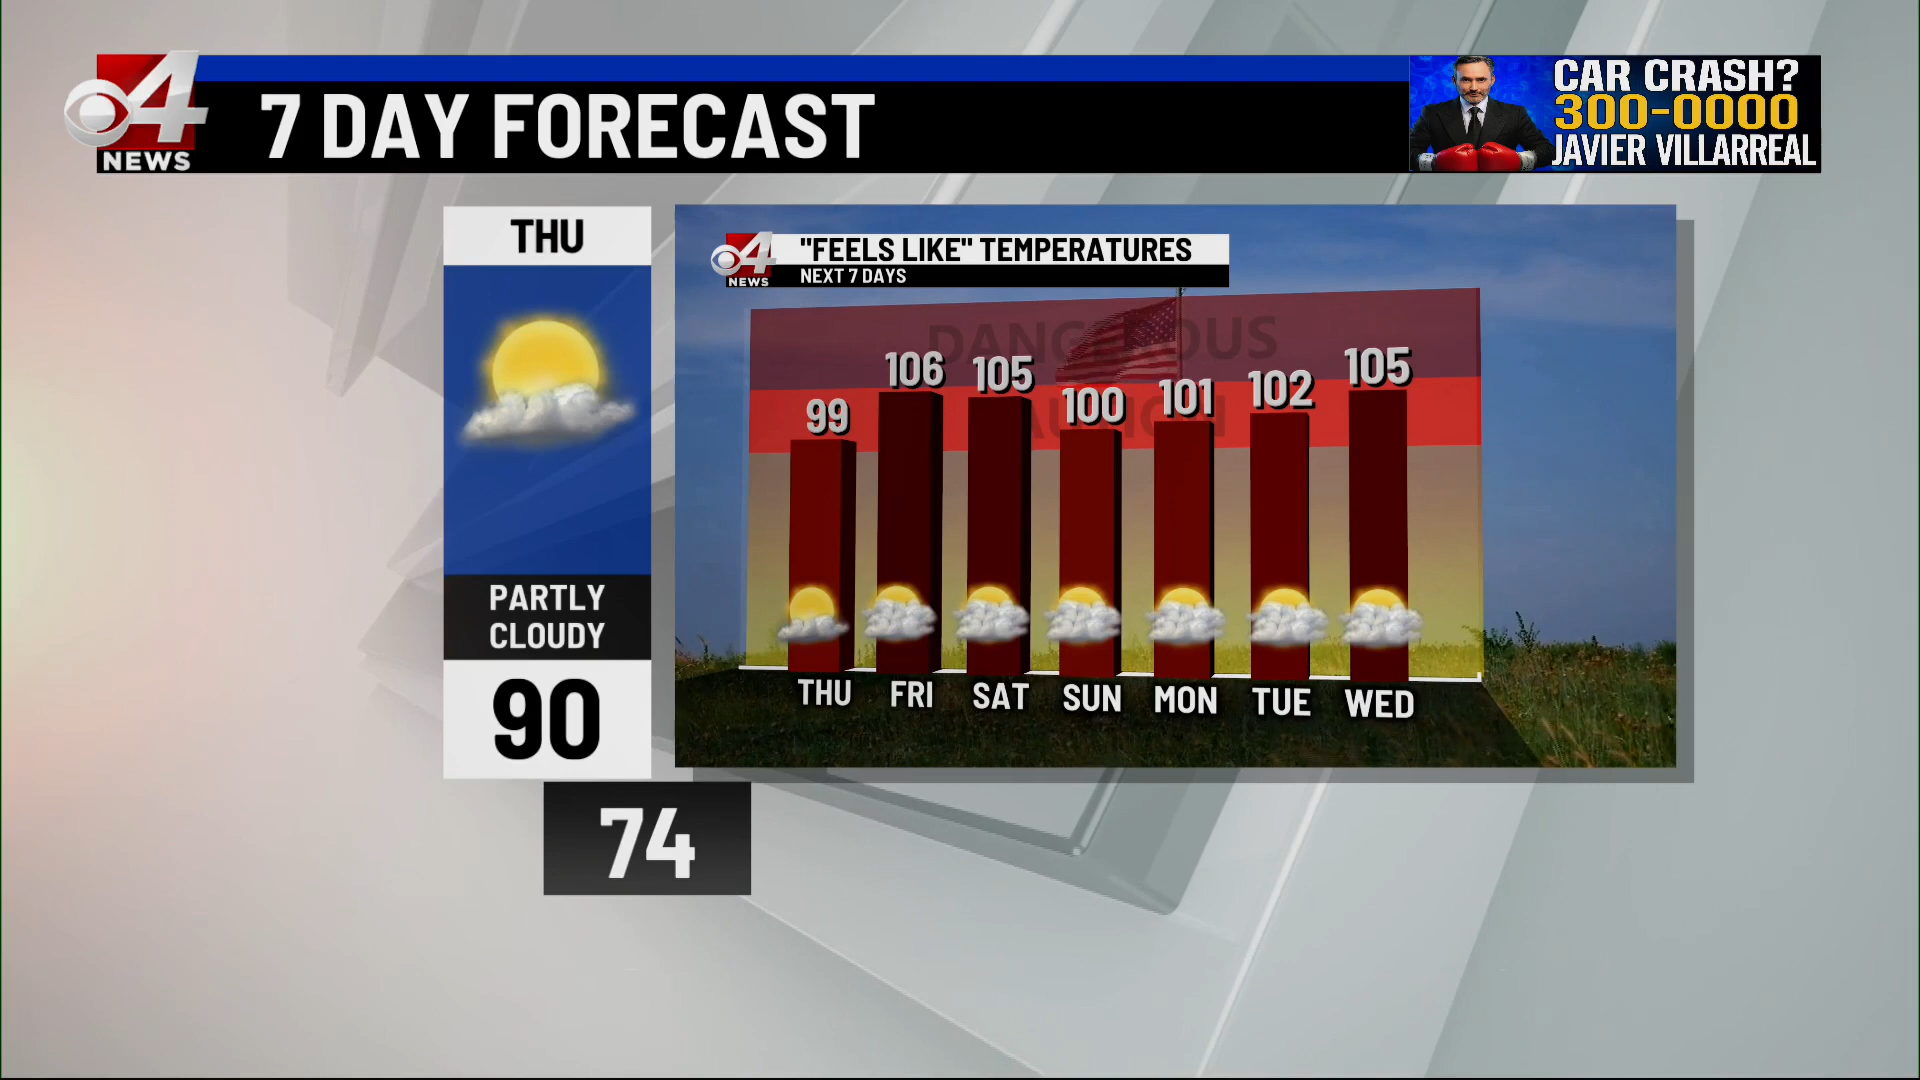 4
NEWS
7 DAY FORECAST
CAR CRASH?
300-0000
JAVIER VILLARREAL
THU
PARTLY
CLOUDY
90
74
4
NEWS
"FEELS LIKE" TEMPERATURES
NEXT 7 DAYS
DANGEROUS
CAUTION
99
106
105
100
101
102
105
THU
FRI
SAT
SUN
MON
TUE
WED